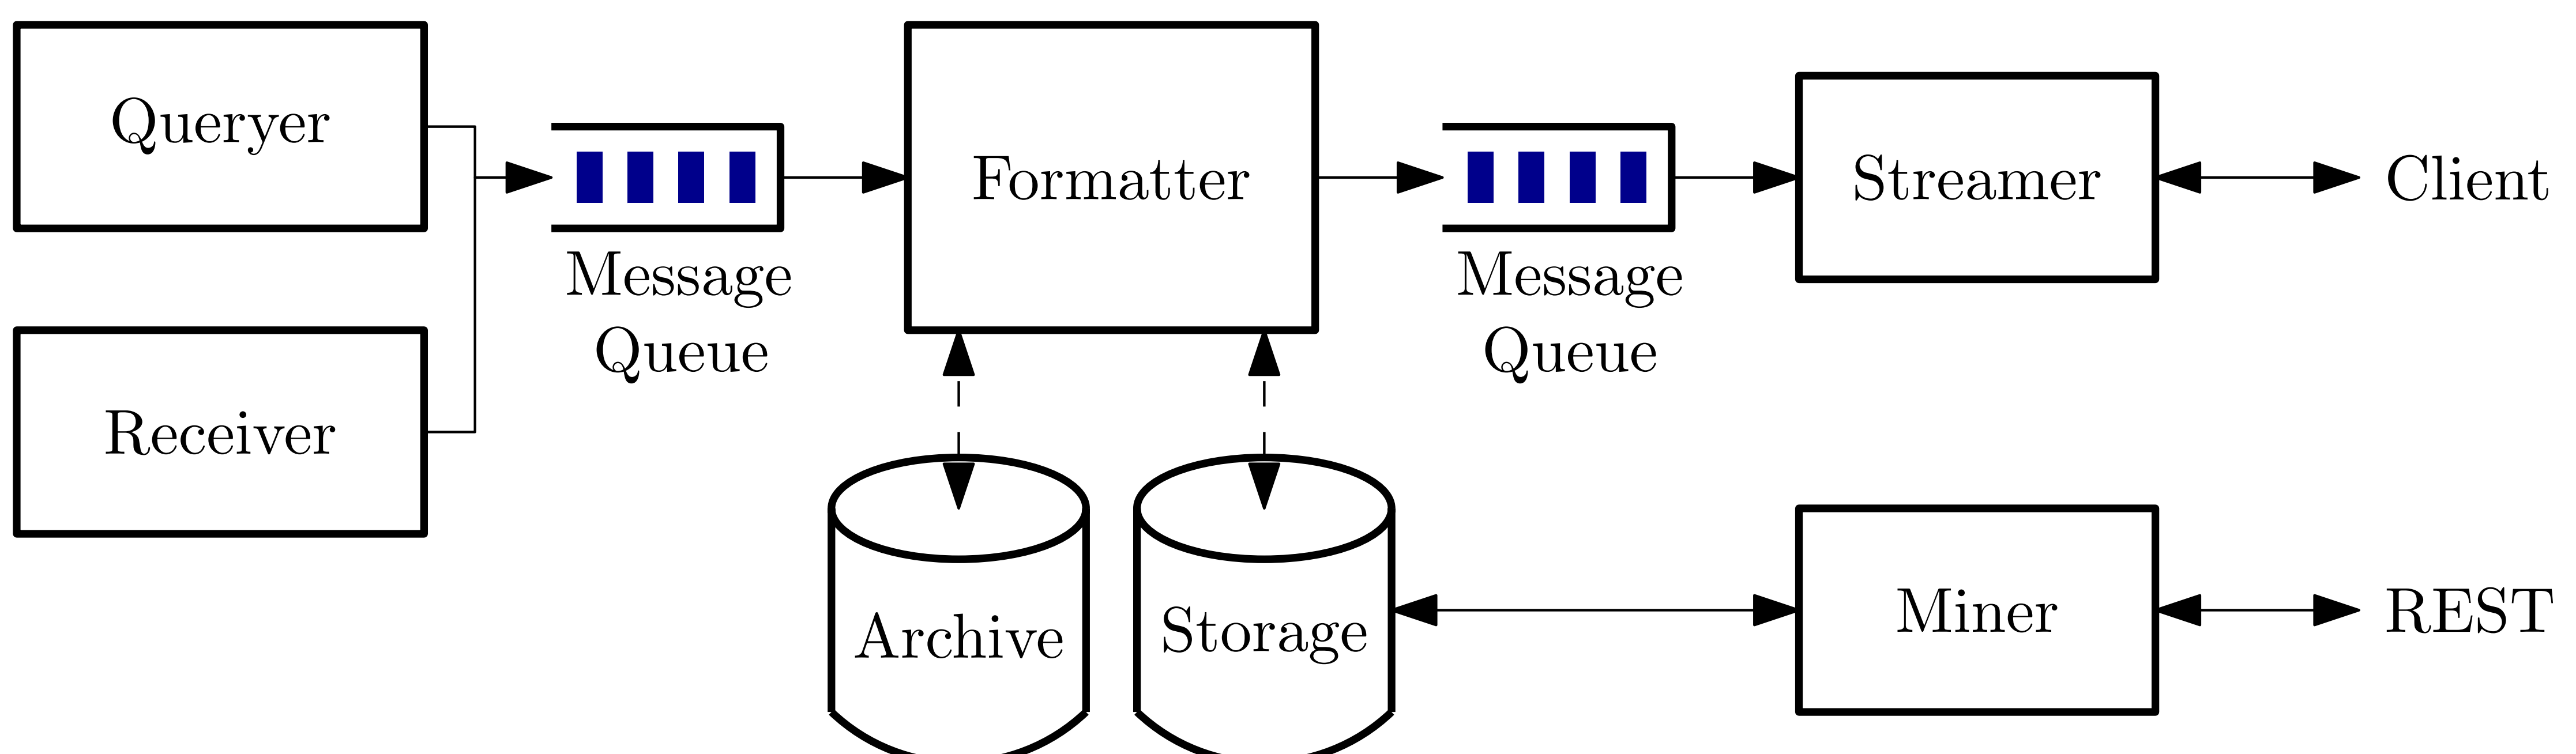 Queryer
Receiver
Message
Queue
Formatter
Message
Queue
Streamer
Client
Archive
Storage
Miner
REST